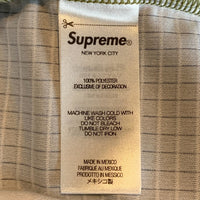 Supreme®
NEW YORK CITY
100% POLYESTER
EXCLUSIVE OF DECORATION
MACHINE WASH COLD WITH
LIKE COLORS
DO NOT BLEACH
TUMBLE DRY LOW
DO NOT IRON
MADE IN MEXICO
FABRIQUÉ AU MEXIQUE
PRODOTTO IN MESSICO
メキシコ製